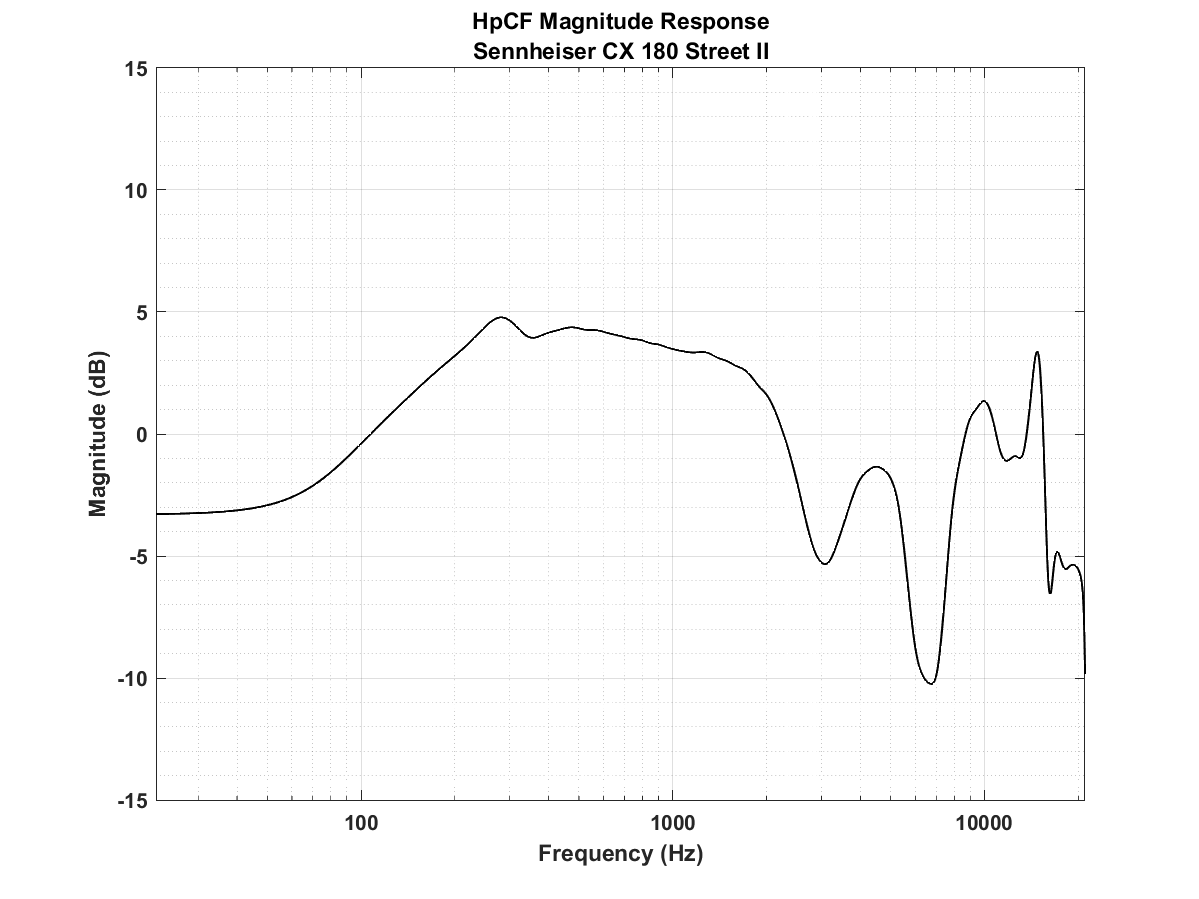 HpCF Magnitude Response
Sennheiser CX 180 Street II
15
10
5
0
-5
-10
-15
Magnitude (dB)
100
1000
10000
Frequency (Hz)